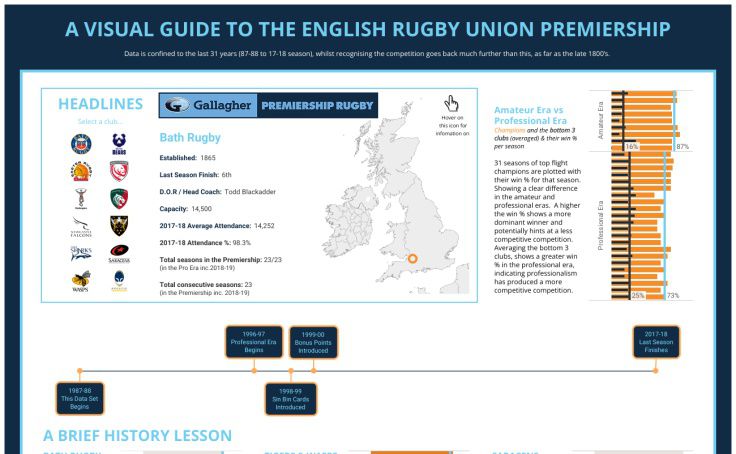 A VISUAL GUIDE TO THE ENGLISH RUGBY UNION PREMIERSHIP
Data is confined to the last 31 years (87-88 to 17-18 season), whilst recognising the competition goes back much further than this, as far as the late 1800's.
HEADLINES
Select a club...
BEARS
FALCONS
SHARKS
SARACENS
WASPS
Gallagher PREMIERSHIP RUGBY
Bath Rugby
Established: 1865
Last Season Finish: 6th
D.O.R / Head Coach: Todd Blackadder
Capacity: 14,500
2017-18 Average Attendance: 14,252
2017-18 Attendance %: 98.3%
Total seasons in the Premiership: 23/23
(in the Pro Era inc.2018-19)
Total consecutive seasons: 23
(in the Premiership inc. 2018-19)
Hover on
this icon for
infomation on
Amateur Era vs
Professional Era
Champions and the bottom 3
clubs (averaged) & their win %
per season
31 seasons of top flight
champions are plotted with
their win % for that season.
Showing a clear difference
in the amateur and
professional eras. A higher
the win % shows a more
dominant winner and
potentially hints at a less
competitive competition.
Averaging the bottom 3
clubs, shows a greater win
% in the professional era,
indicating professionalism
has produced a more
competitive competition.
Amateur Era
16%
87%
Professional Era
25%
73%
1996-97
Professional Era
Begins
1999-00
Bonus Points
Introduced
2017-18
Last Season
Finishes
1987-88
This Data Set
Begins
1998-99
Sin Bin Cards
Introduced
A BRIEF HISTORY LESSON